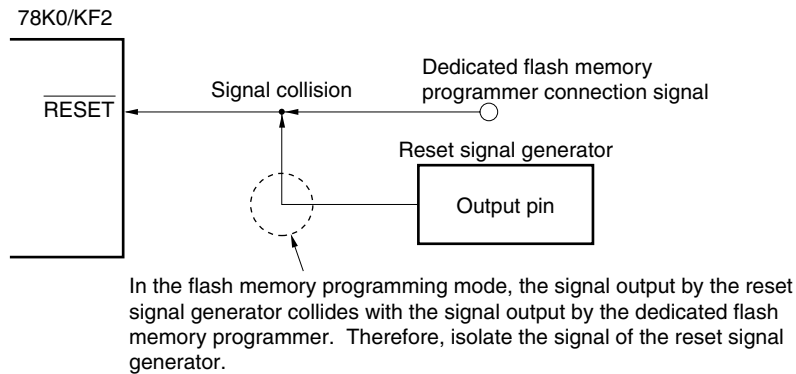 78K0/KF2
Dedicated flash memory
programmer connection signal
Signal collision
RESET
Reset signal generator
Output pin
In the flash memory programming mode, the signal output by the reset
signal generator collides with the signal output by the dedicated flash
memory programmer.  Therefore, isolate the signal of the reset signal
generator.